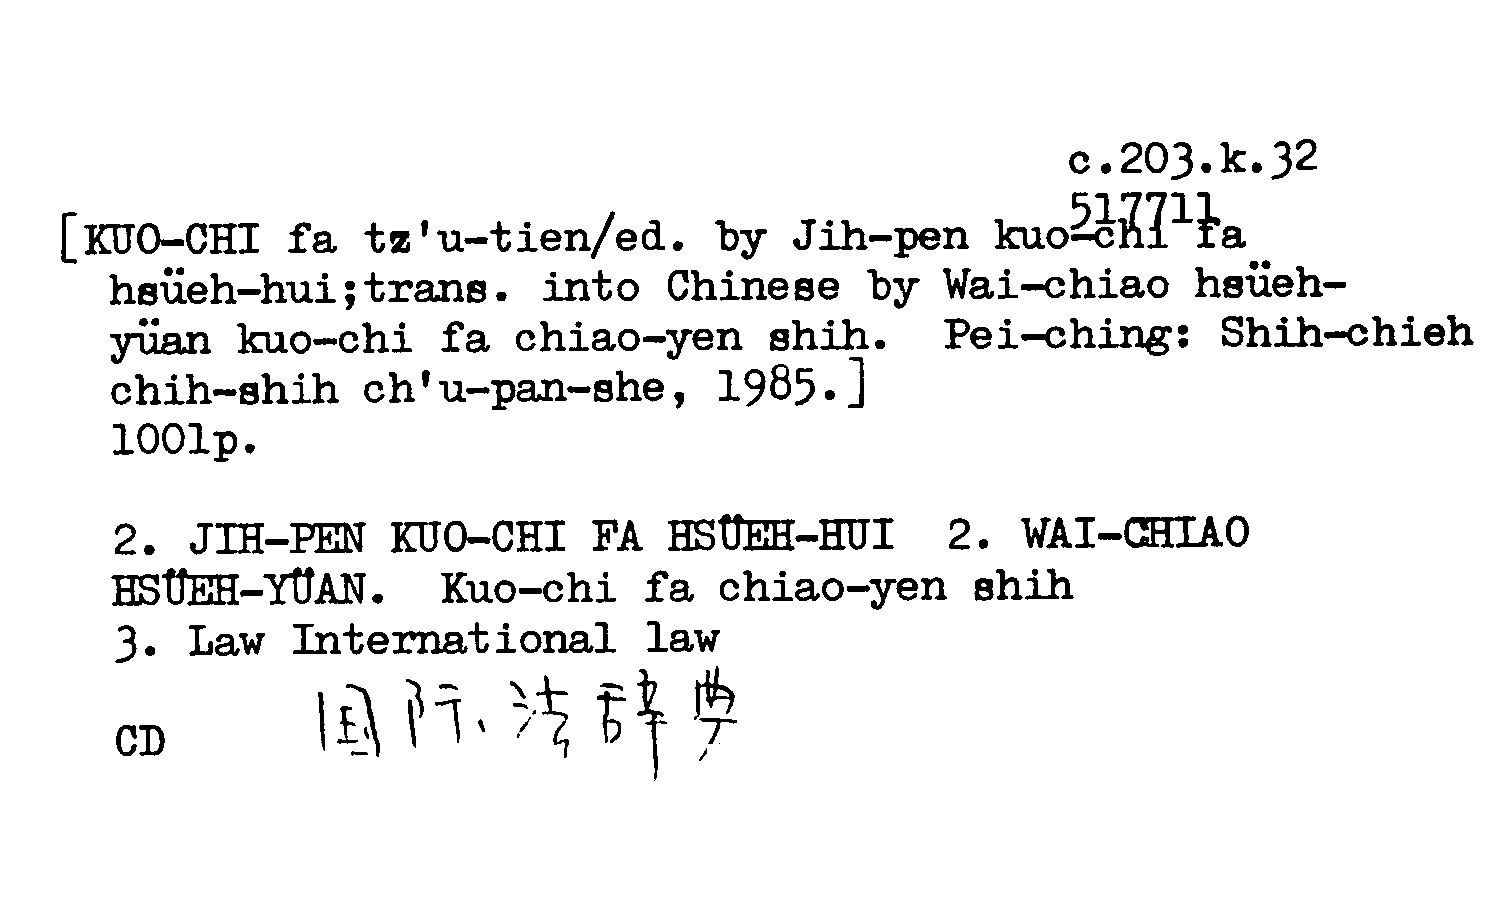 c.203.k.32
517711
[KUO-CHI fa tz'u-tien/ed. by Jih-pen kuo-chi fa
hsüeh-hui;trans. into Chinese by Wai-chiao hsüeh-
yüan kuo-chi fa chiao-yen shih.  Pei-ching: Shih-chieh
chih-shih ch'u-pan-she, 1985.]
1001p.
2. JIH-PEN KUO-CHI FA HSÜEH-HUI  2. WAI-CHIAO
HSÜEH-YÜAN.  Kuo-chi fa chiao-yen shih
3. Law International law
国际法辞典
CD